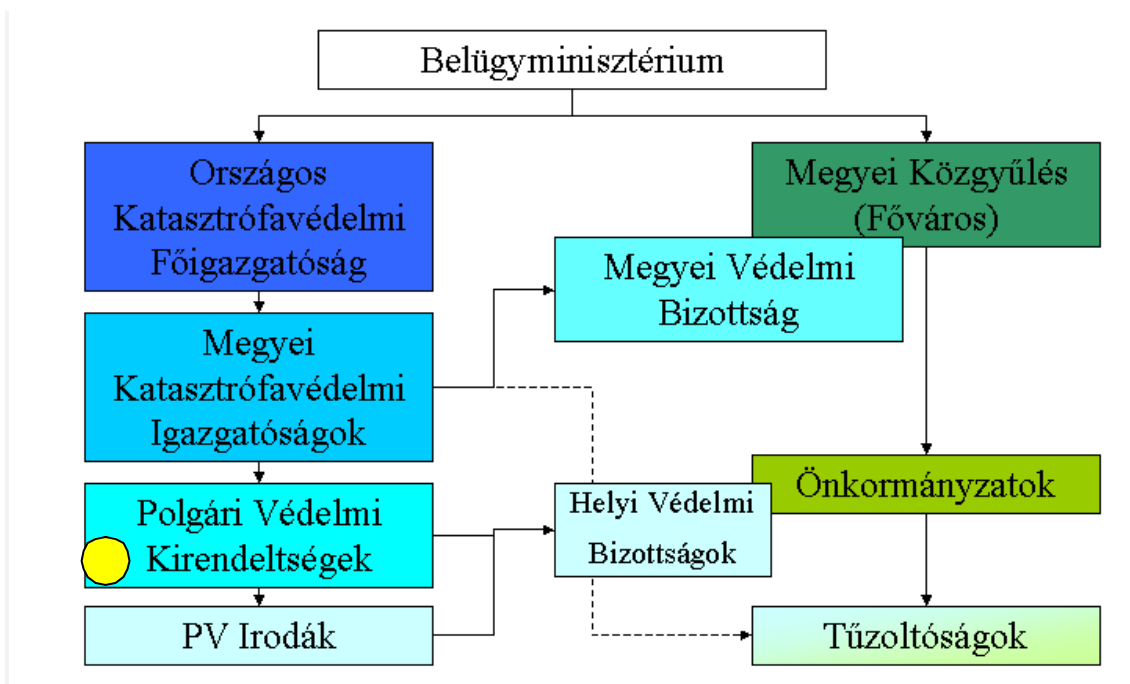 Belügyminisztérium
Országos
Katasztrófavédelmi
Főigazgatóság
Megyei Közgyűlés
(Főváros)
Megyei Védelmi
Bizottság
Megyei
Katasztrófavédelmi
Igazgatóságok
Polgári Védelmi
Kirendeltségek
Helyi Védelmi
Bizottságok
Önkormányzatok
PV Irodák
Tűzoltóságok